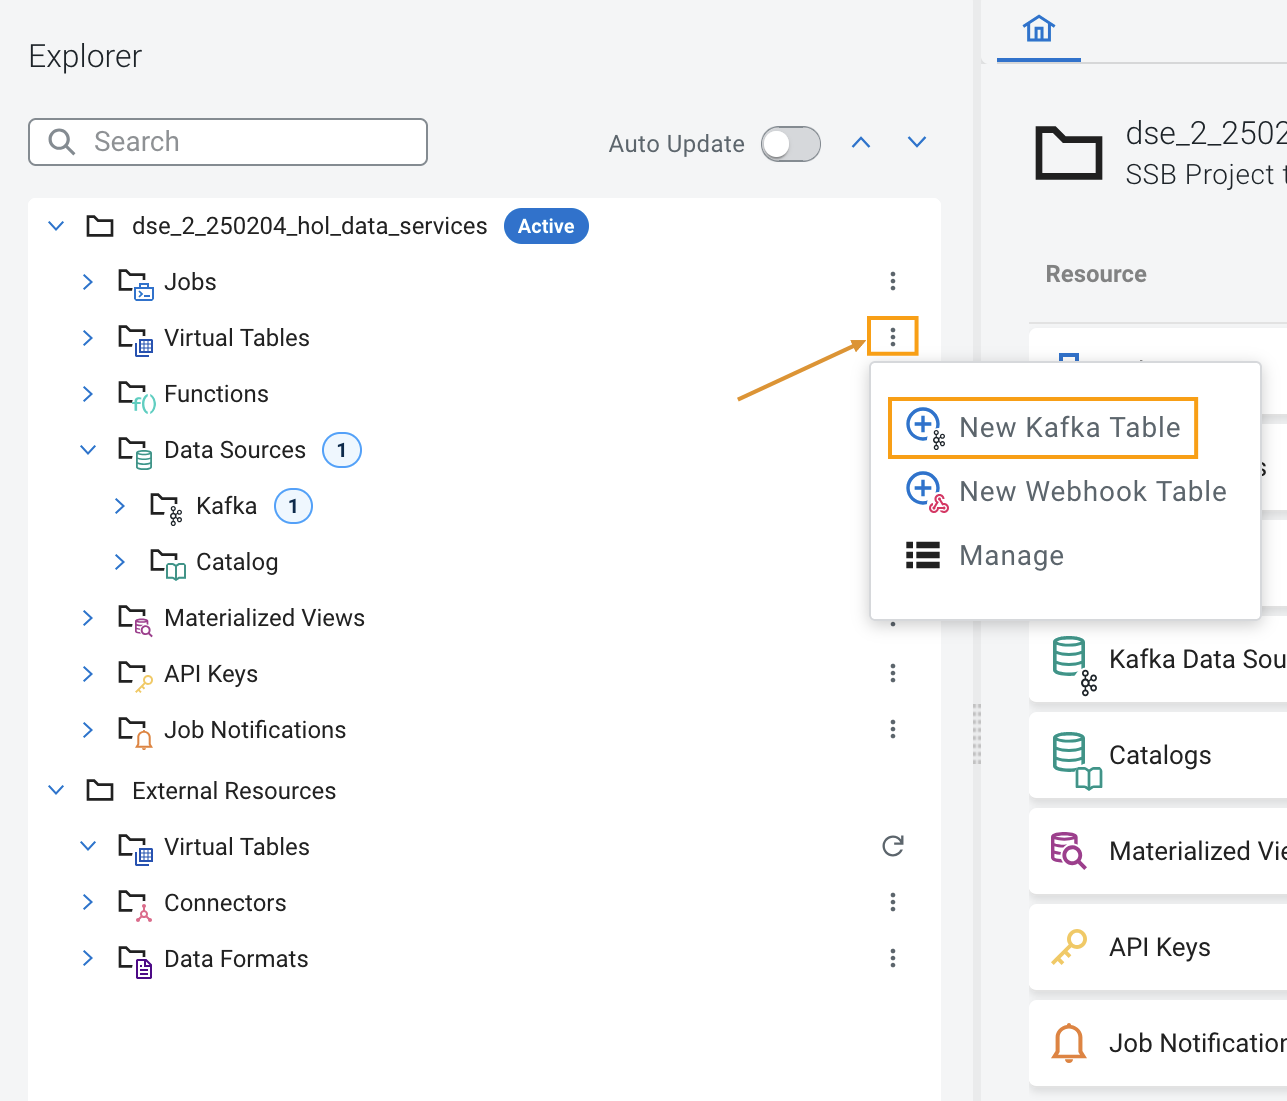 Explorer
Search
Auto Update
dse_2_250204_hol_data_services
Active
Jobs
Virtual Tables
Functions
Data Sources
1
Kafka
1
Catalog
Materialized Views
API Keys
Job Notifications
External Resources
Virtual Tables
Connectors
Data Formats
New Kafka Table
New Webhook Table
Manage
dse_2_2502
SSB Project t
Resource
Kafka Data Sou
Catalogs
Materialized Vie
API Keys
Job Notification